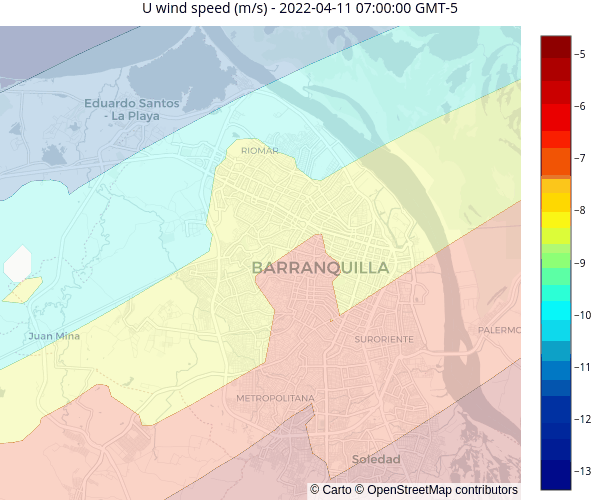 U wind speed (m/s) - 2022-04-11 07:00:00 GMT-5
−5
Eduardo Santos
- La Playa
−6
RIOMAR
−7
−8
BARRANQUILLA
−9
−10
Juan Mina
SURORIENTE
PALERMO
−11
METROPOLITANA
−12
Soledad
−13
© Carto © OpenStreetMap contributors